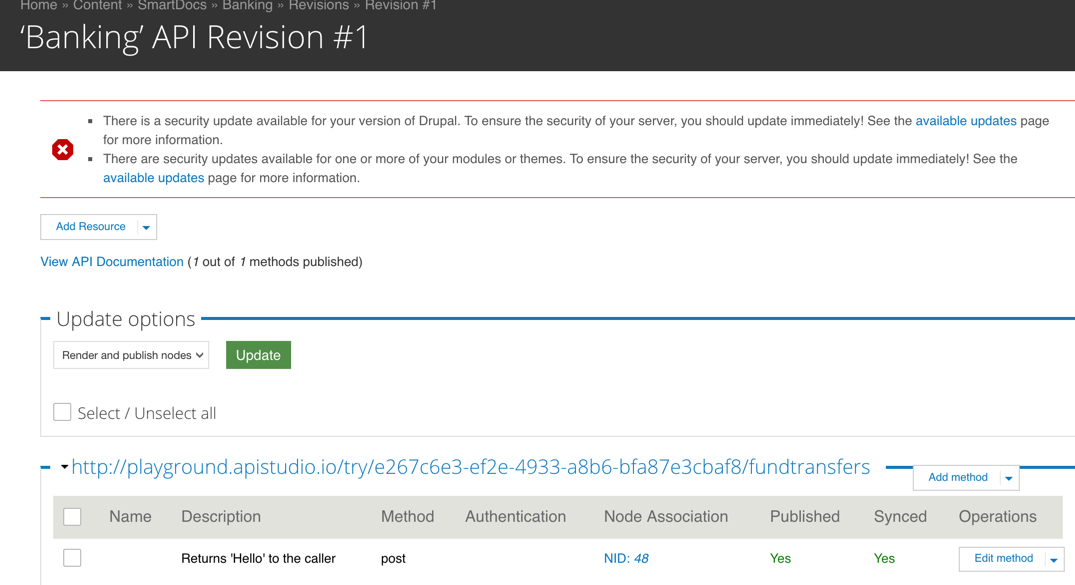 Home » Content » SmartDocs » Banking » Revisions » Revision #1
‘Banking’ API Revision #1
There is a security update available for your version of Drupal. To ensure the security of your server, you should update immediately! See the available updates page
for more information.
There are security updates available for one or more of your modules or themes. To ensure the security of your server, you should update immediately! See the
available updates page for more information.
Add Resource
View API Documentation (1 out of 1 methods published)
Update options
Render and publish nodes Update
Select / Unselect all
http://playground.apistudio.io/try/e267c6e3-ef2e-4933-a8b6-bfa87e3cbaf8/fundtransfers
Add method
Name Description Method Authentication Node Association Published Synced Operations
Returns 'Hello' to the caller post NID: 48 Yes Yes Edit method